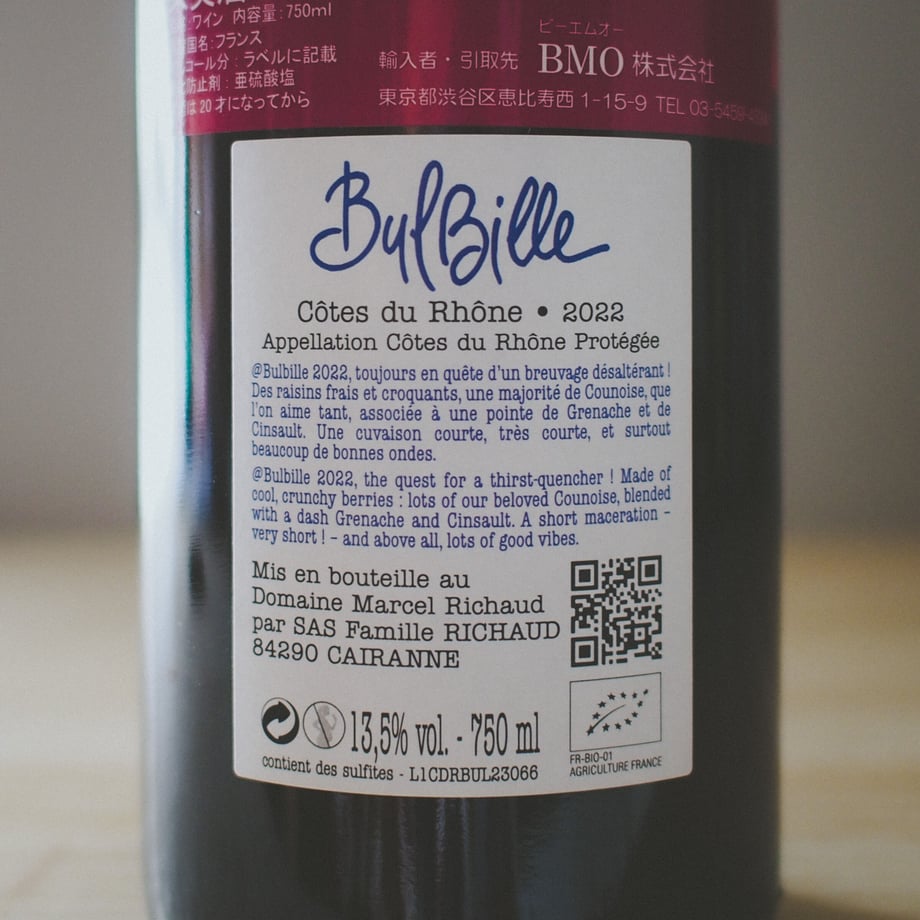 ワイン 内容量:750ml
国名:フランス
コール分:ラベルに記載
防止剤:亜硫酸塩
は20才になってから
ビーエムオー
輸入者・引取先 BMO 株式会社
東京都渋谷区恵比寿西 1-15-9 TEL 03-
BulBille
Côtes du Rhône • 2022
Appellation Côtes du Rhône Protégée
@Bulbille 2022, toujours en quête d'un breuvage désaltérant !
Des raisins frais et croquants, une majorité de Counoise, que
l'on aime tant, associée à une pointe de Grenache et de
Cinsault. Une cuvaison courte, très courte, et surtout
beaucoup de bonnes ondes.
@Bulbille 2022, the quest for a thirst-quencher ! Made of
cool, crunchy berries : lots of our beloved Counoise, blended
with a dash Grenache and Cinsault. A short maceration -
very short ! - and above all, lots of good vibes.
Mis en bouteille au
Domaine Marcel Richaud
par SAS Famille RICHAUD
84290 CAIRANNE
13,5% vol. - 750 ml
contient des sulfites - L1CDRBUL23066
FR-BIO-01
AGRICULTURE FRANCE